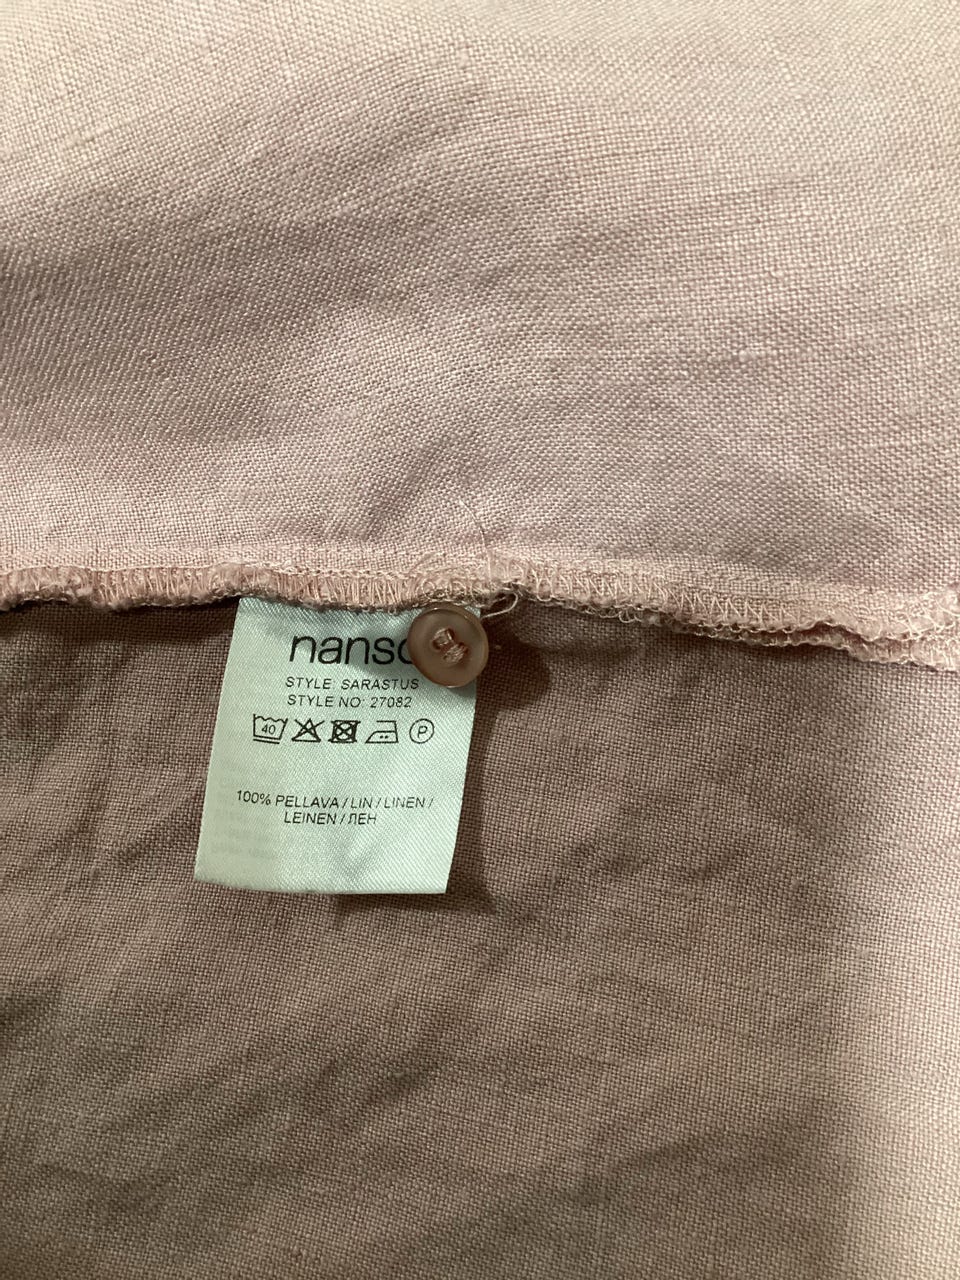 nanso
STYLE: SARASTUS
STYLE NO: 27082
40 P
100% PELLAVA / LIN / LINEN /
LEINEN / ЛЕН